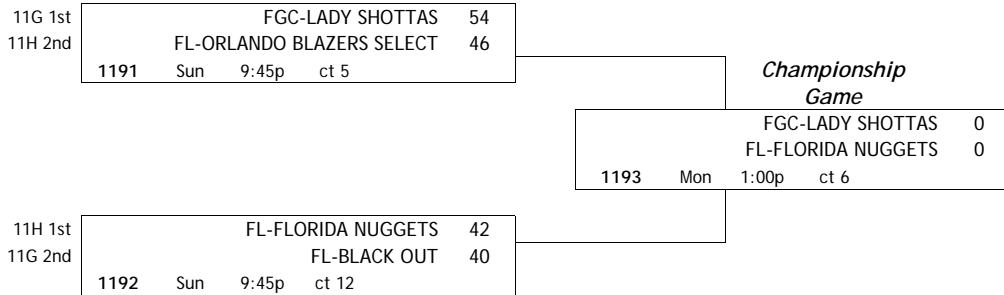 11G 1st FGC-LADY SHOTTAS 54
11H 2nd FL-ORLANDO BLAZERS SELECT 46
1191 Sun 9:45p ct 5
Championship
Game
FGC-LADY SHOTTAS 0
FL-FLORIDA NUGGETS 0
1193 Mon 1:00p ct 6
11H 1st FL-FLORIDA NUGGETS 42
11G 2nd FL-BLACK OUT 40
1192 Sun 9:45p ct 12